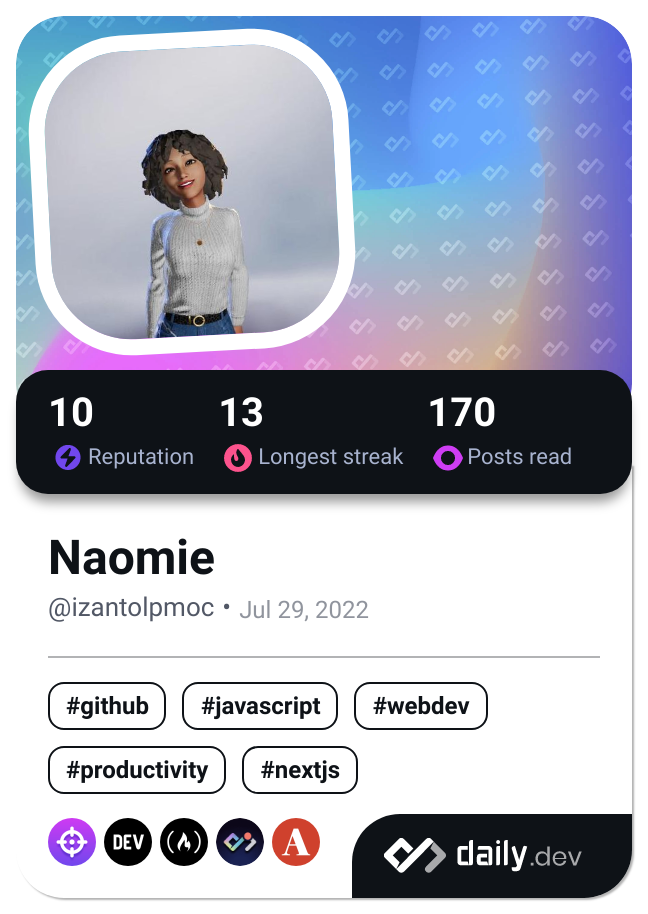 10 13 170
Reputation Longest streak Posts read
Naomie
@izantolpmoc • Jul 29, 2022
#github #javascript #webdev
#productivity #nextjs
DEV A daily.dev